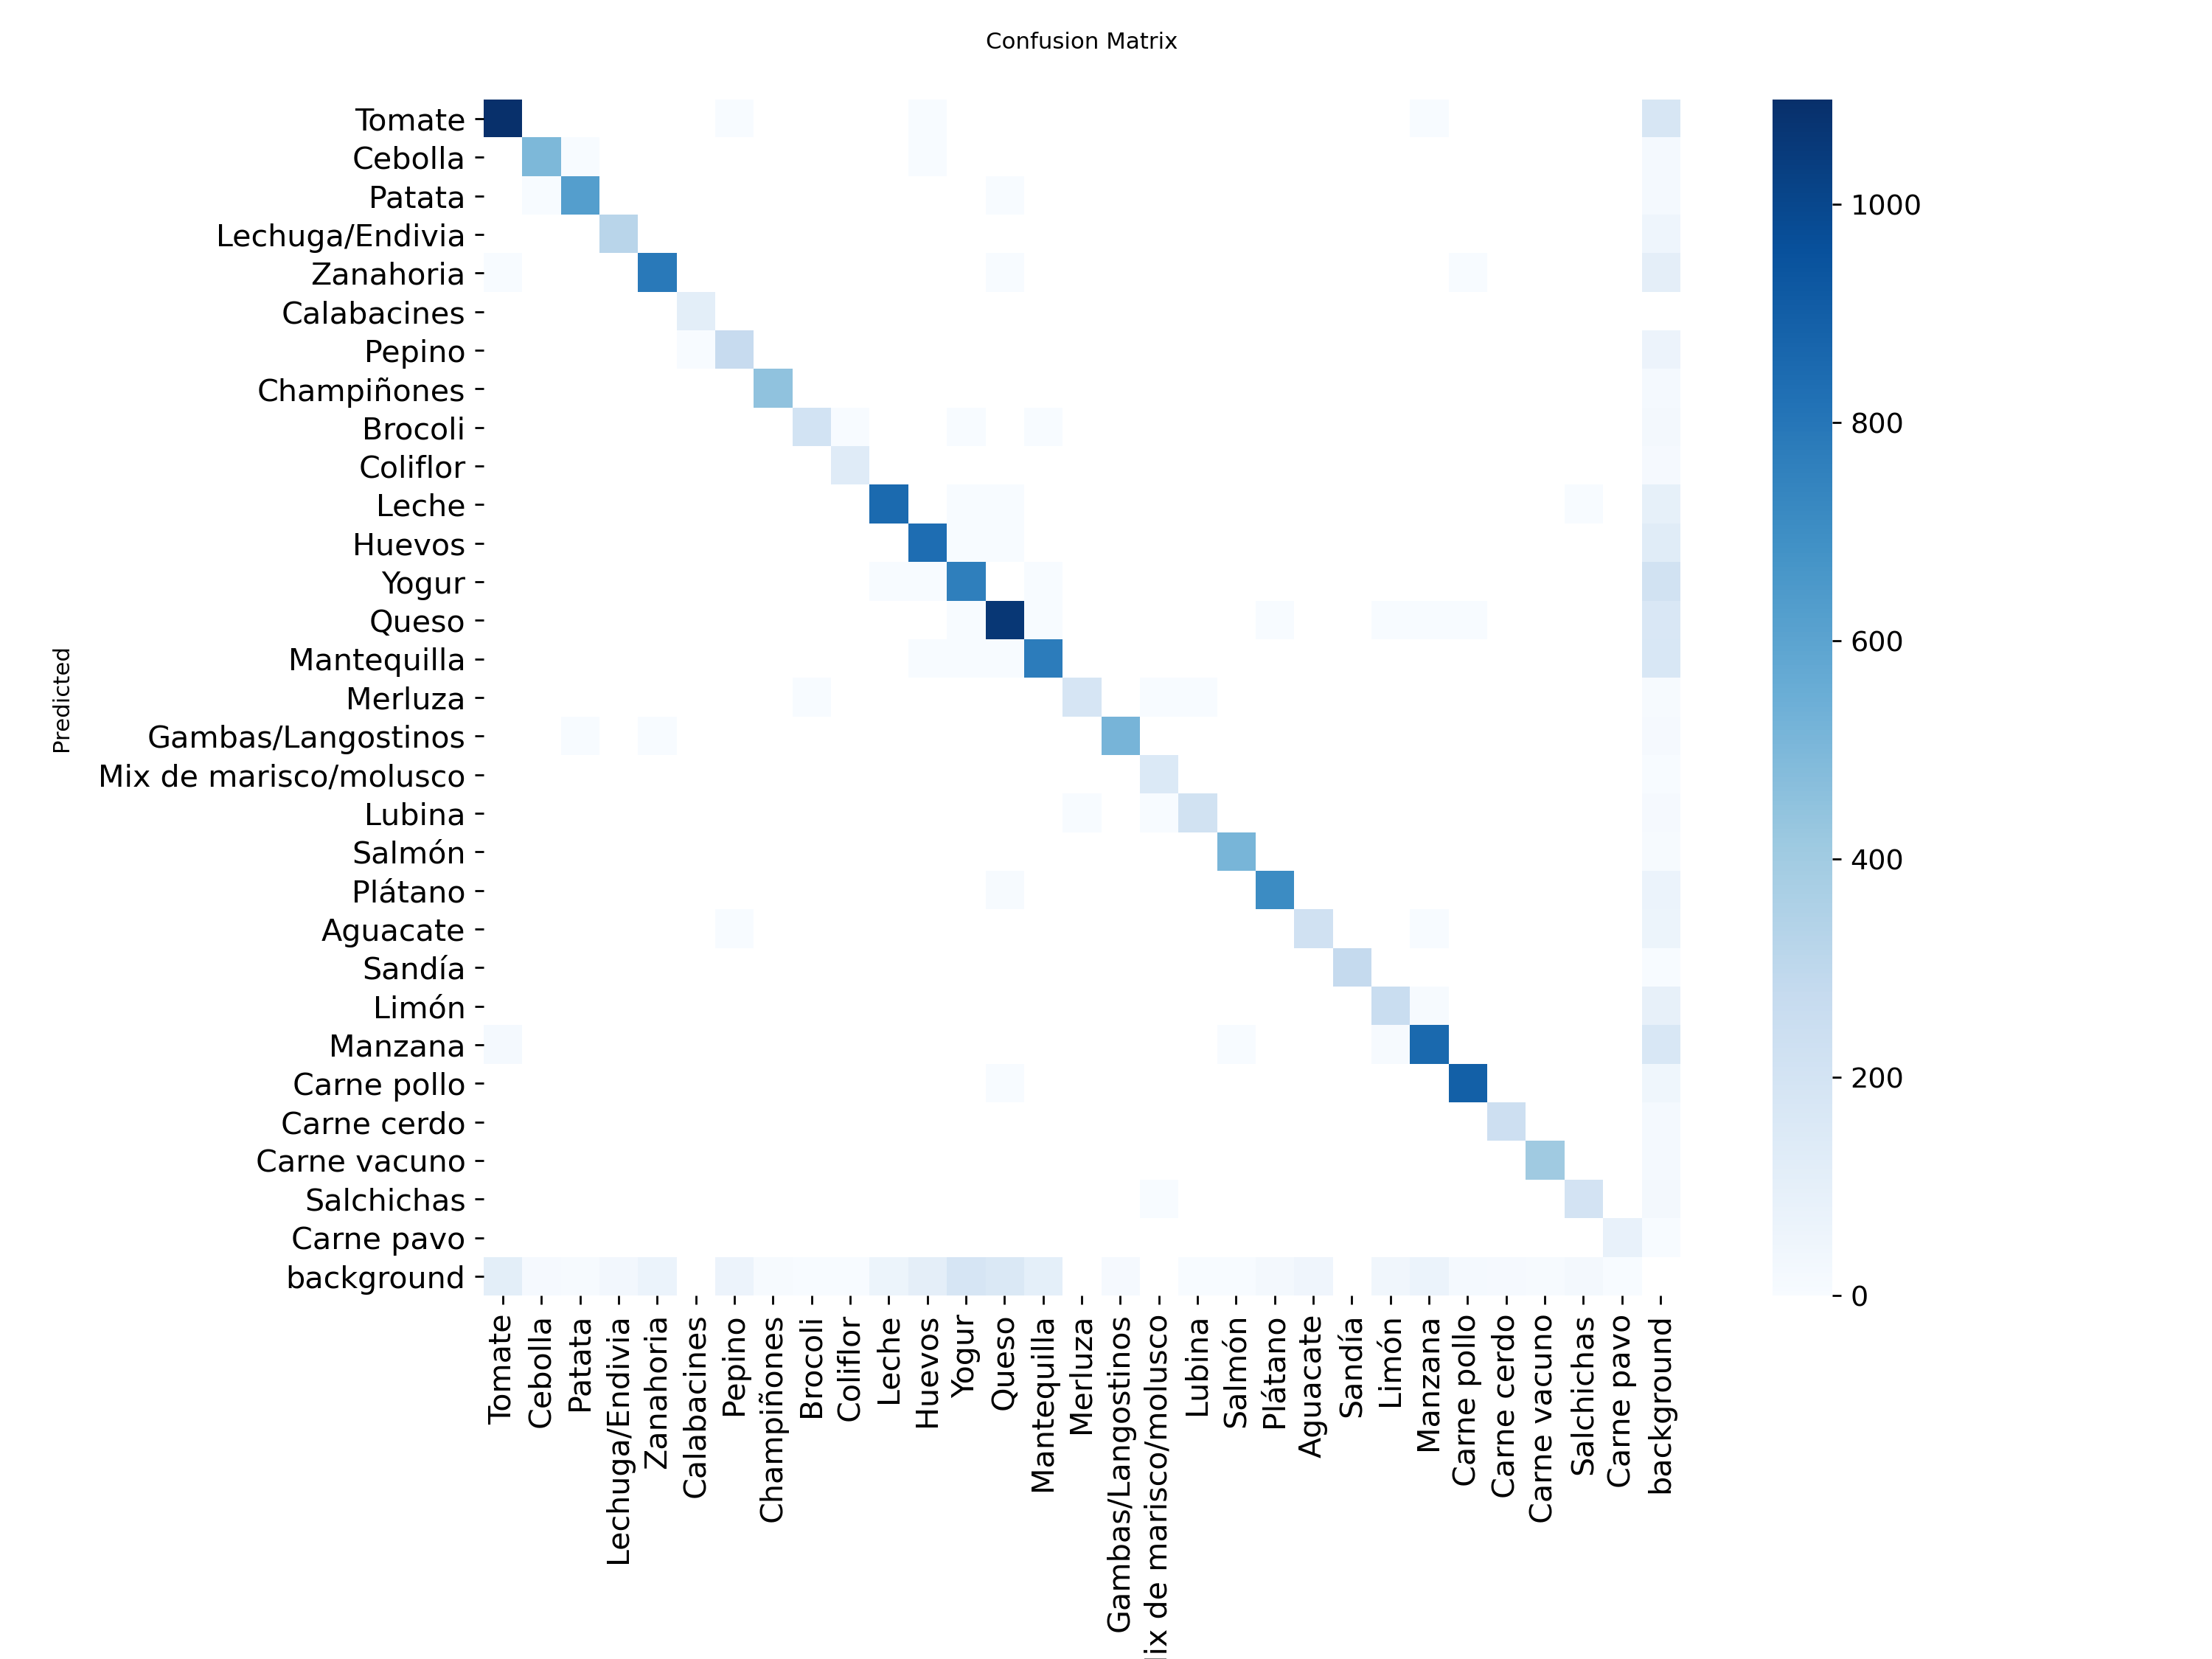 Confusion Matrix
Predicted
Tomate
Cebolla
Patata
Lechuga/Endivia
Zanahoria
Calabacines
Pepino
Champiñones
Brocoli
Coliflor
Leche
Huevos
Yogur
Queso
Mantequilla
Merluza
Gambas/Langostinos
Mix de marisco/molusco
Lubina
Salmón
Plátano
Aguacate
Sandía
Limón
Manzana
Carne pollo
Carne cerdo
Carne vacuno
Salchichas
Carne pavo
background
Tomate
Cebolla
Patata
Lechuga/Endivia
Zanahoria
Calabacines
Pepino
Champiñones
Brocoli
Coliflor
Leche
Huevos
Yogur
Queso
Mantequilla
Merluza
Gambas/Langostinos
ix de marisco/molusco
Lubina
Salmón
Plátano
Aguacate
Sandía
Limón
Manzana
Carne pollo
Carne cerdo
Carne vacuno
Salchichas
Carne pavo
background
1000
800
600
400
200
0